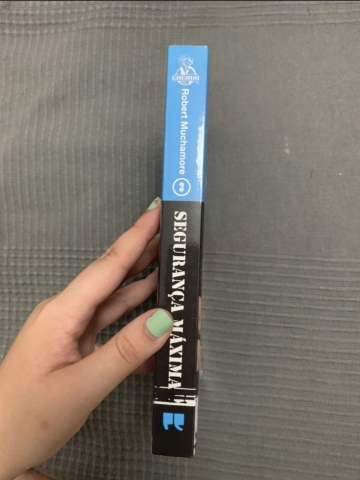 CHERUB
Robert Muchamore
3
SEGURANÇA MÁXIMA